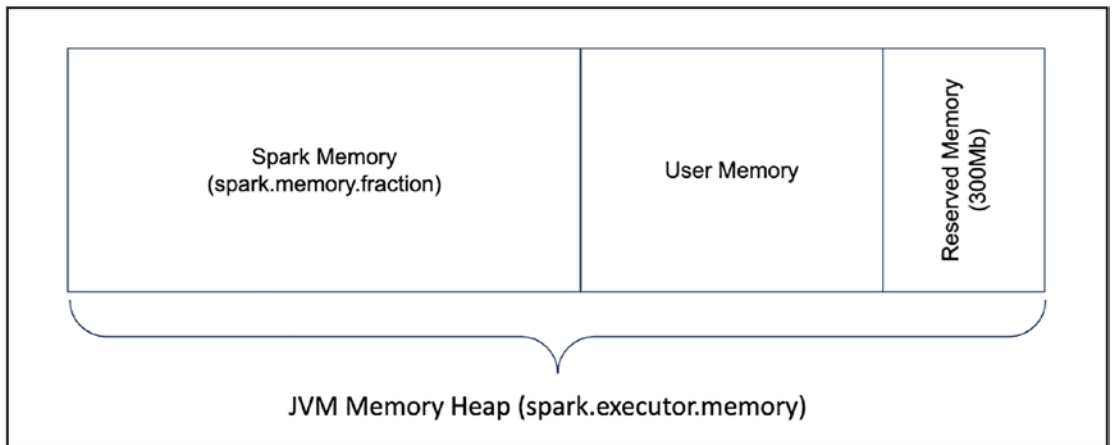 Spark Memory
(spark.memory.fraction)
User Memory
Reserved Memory
(300Mb)
JVM Memory Heap (spark.executor.memory)